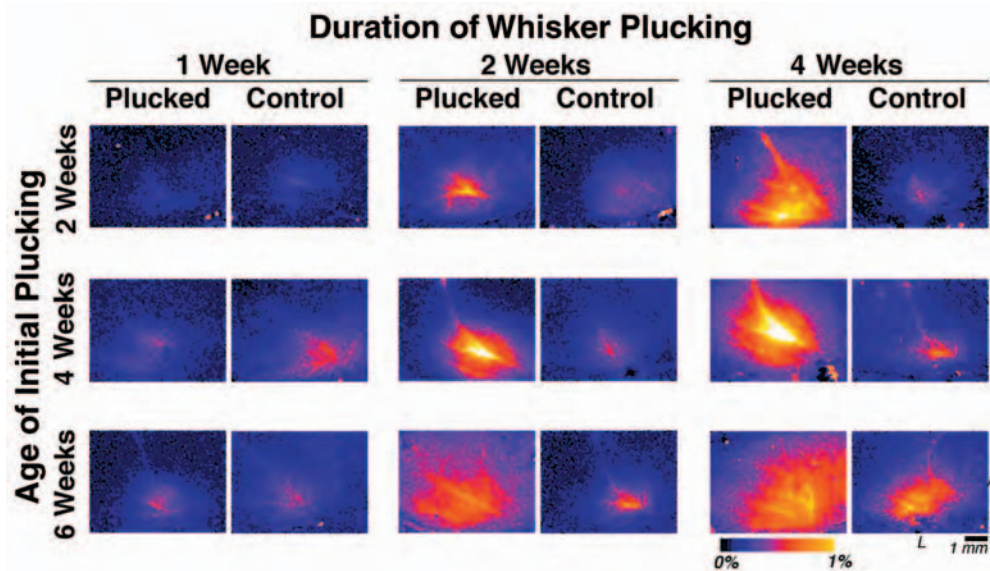 Duration of Whisker Plucking
1 Week 2 Weeks 4 Weeks
Plucked Control Plucked Control Plucked Control
Age of Initial Plucking
2 Weeks
4 Weeks
6 Weeks
L
0% 1% 1 mm